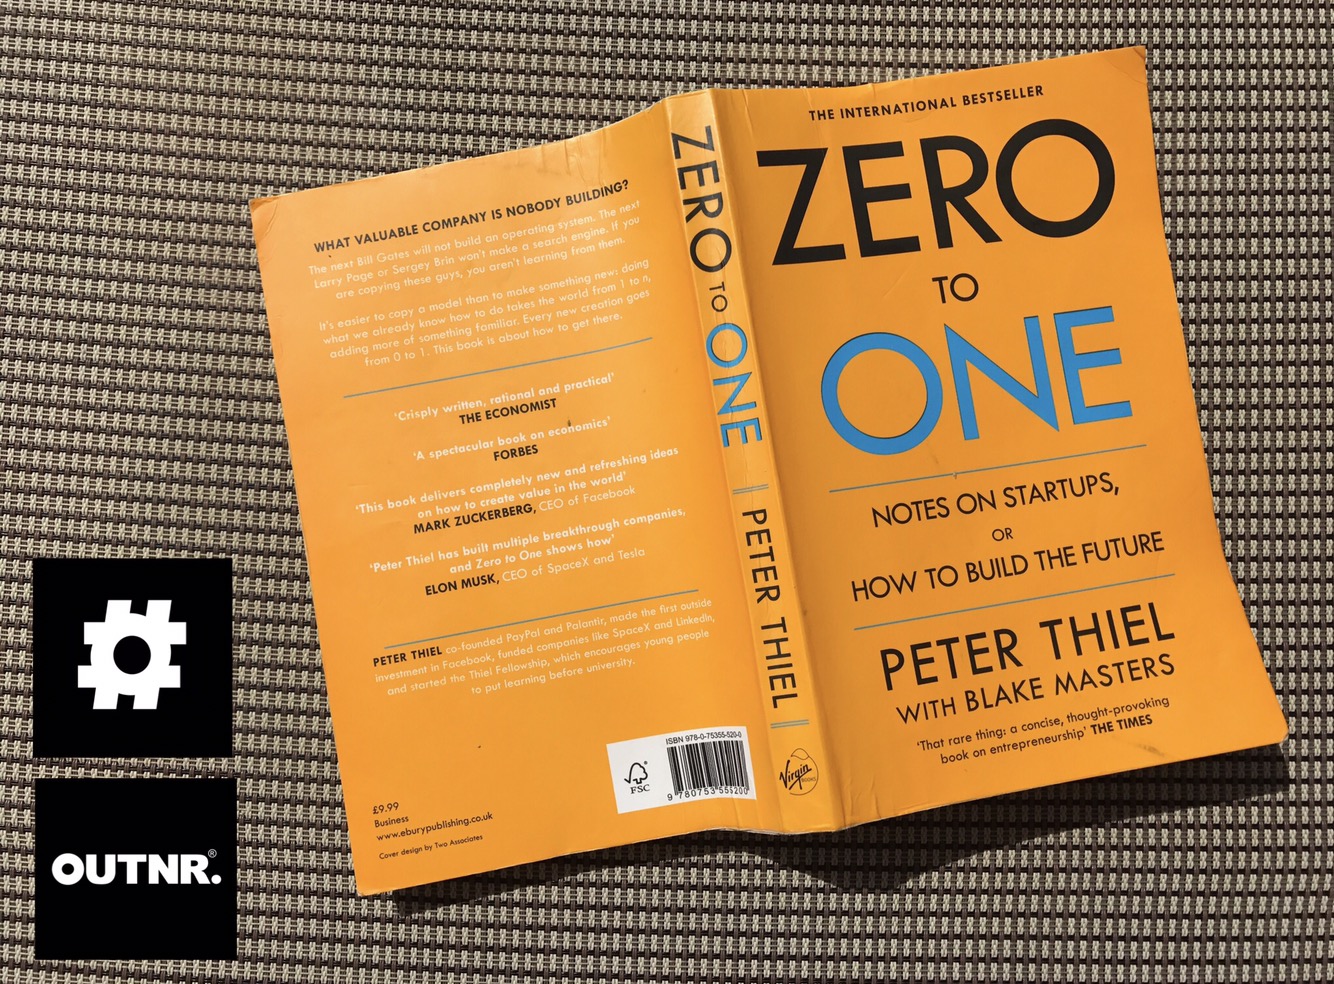 WHAT VALUABLE COMPANY IS NOBODY BUILDING?
The next Bill Gates will not build an operating system. The next
Larry Page or Sergey Brin won't make a search engine. If you
are copying these guys, you aren't learning from them.
It's easier to copy a model than to make something new: doing
what we already know how to do takes the world from 1 to n,
adding more of something familiar. Every new creation goes
from 0 to 1. This book is about how to get there.
'Crisply written, rational and practical'
THE ECONOMIST
'A spectacular book on economics'
FORBES
'This book delivers completely new and refreshing ideas
on how to create value in the world'
MARK ZUCKERBERG, CEO of Facebook
'Peter Thiel has built multiple breakthrough companies,
and Zero to One shows how'
ELON MUSK, CEO of SpaceX and Tesla
PETER THIEL co-founded PayPal and Palantir, made the first outside
investment in Facebook, funded companies like SpaceX and LinkedIn,
and started the Thiel Fellowship, which encourages young people
to put learning before university.
£9.99
Business
www.eburypublishing.co.uk
Cover design by Two Associates
FSC
ISBN 978-0-75355-520-0
9 780753 555200
ZERO TO ONE PETER THIEL
Virgin
BOOKS
THE INTERNATIONAL BESTSELLER
ZERO
TO
ONE
NOTES ON STARTUPS,
OR
HOW TO BUILD THE FUTURE
PETER THIEL
WITH BLAKE MASTERS
'That rare thing: a concise, thought-provoking
book on entrepreneurship' THE TIMES
OUTNR.®